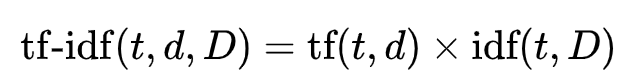 tf-idf(t, d, D) = tf(t, d) × idf(t, D)